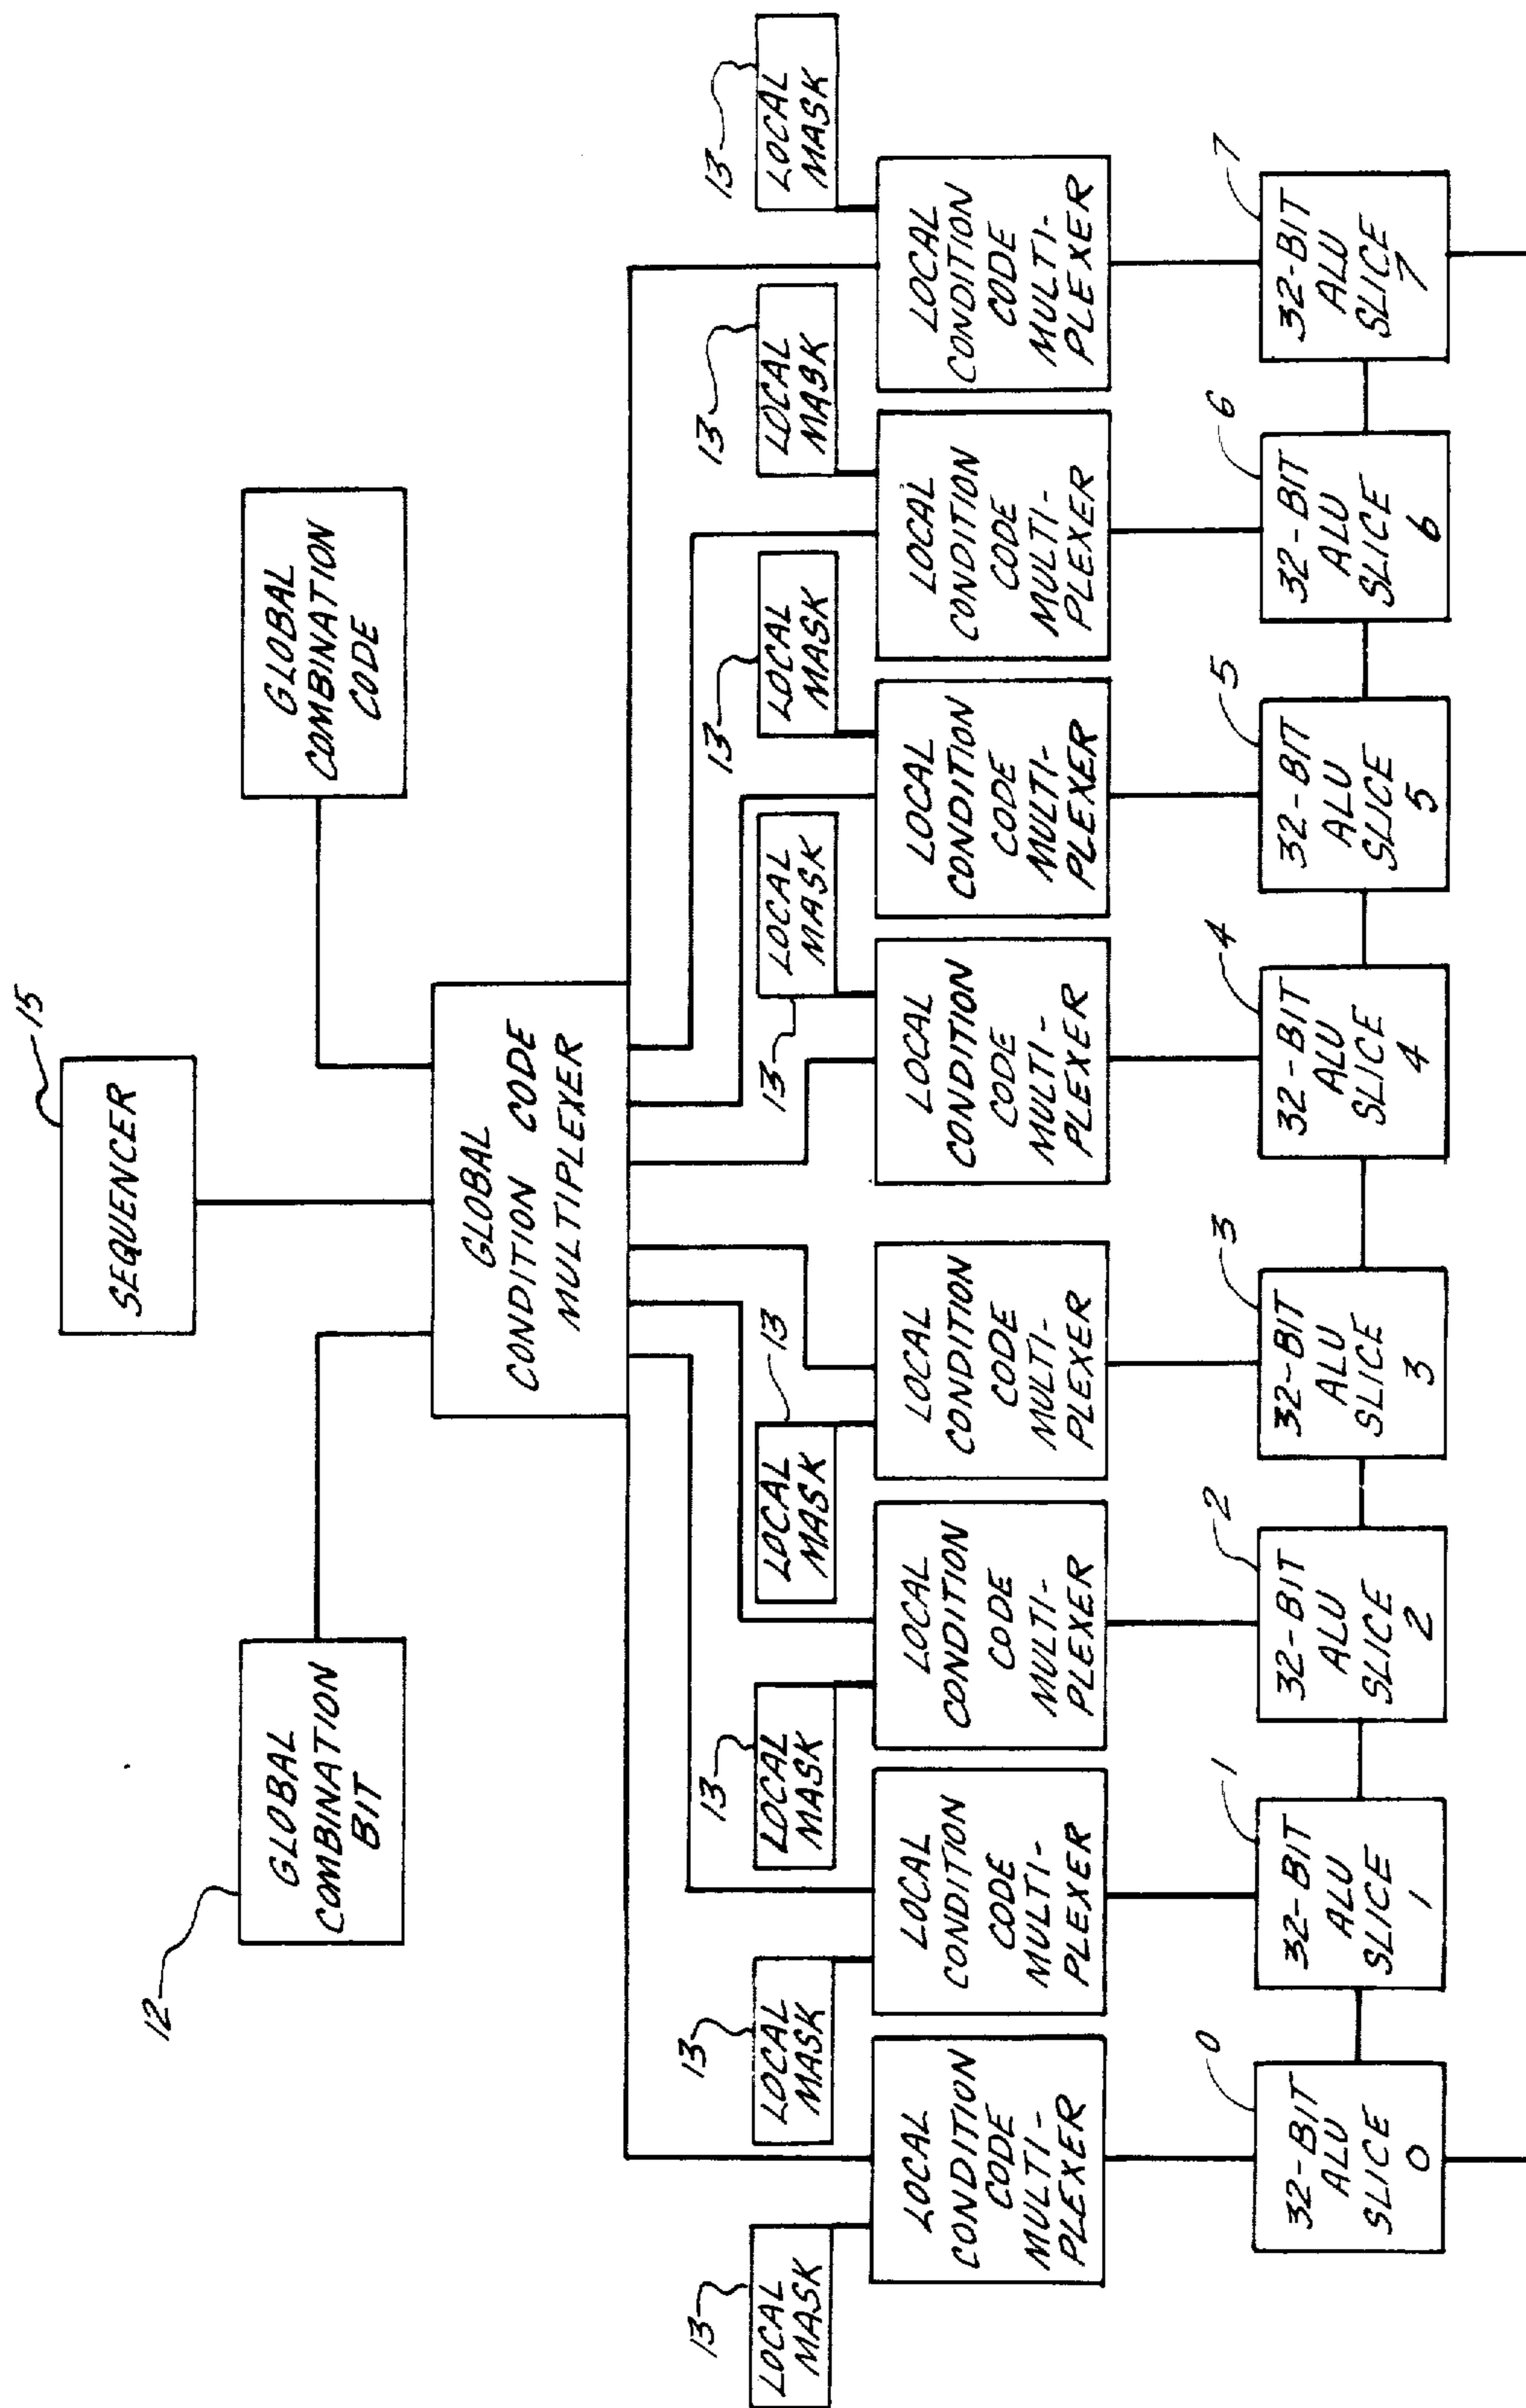 SEQUENCER
15
12
GLOBAL
COMBINATION
BIT
GLOBAL
COMBINATION
CODE
GLOBAL
CONDITION CODE
MULTIPLEXER
13
LOCAL
MASK
13
LOCAL
MASK
13
LOCAL
MASK
13
LOCAL
MASK
13
LOCAL
MASK
13
LOCAL
MASK
13
LOCAL
MASK
13
LOCAL
MASK
LOCAL
CONDITION
CODE
MULTI-
PLEXER
LOCAL
CONDITION
CODE
MULTI-
PLEXER
LOCAL
CONDITION
CODE
MULTI-
PLEXER
LOCAL
CONDITION
CODE
MULTI-
PLEXER
LOCAL
CONDITION
CODE
MULTI-
PLEXER
LOCAL
CONDITION
CODE
MULTI-
PLEXER
LOCAL
CONDITION
CODE
MULTI-
PLEXER
LOCAL
CONDITION
CODE
MULTI-
PLEXER
0
32-BIT
ALU
SLICE
0
1
32-BIT
ALU
SLICE
1
2
32-BIT
ALU
SLICE
2
3
32-BIT
ALU
SLICE
3
4
32-BIT
ALU
SLICE
4
5
32-BIT
ALU
SLICE
5
6
32-BIT
ALU
SLICE
6
7
32-BIT
ALU
SLICE
7